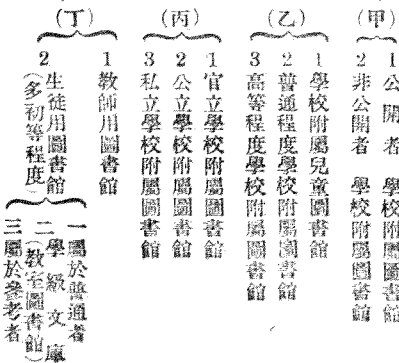 （甲）
1 公開者 學校附屬圖書館
2 非公開者 學校附屬圖書館
（乙）
1 學校附屬兒童圖書館
2 普通程度學校附屬圖書館
3 高等程度學校附屬圖書館
（丙）
1 官立學校附屬圖書館
2 公立學校附屬圖書館
3 私立學校附屬圖書館
（丁）
1 教師用圖書館
2 生徒用圖書館
（多初等程度）
一 屬於普通者
二 學級文庫
（教室圖書館）
三 屬於參考者